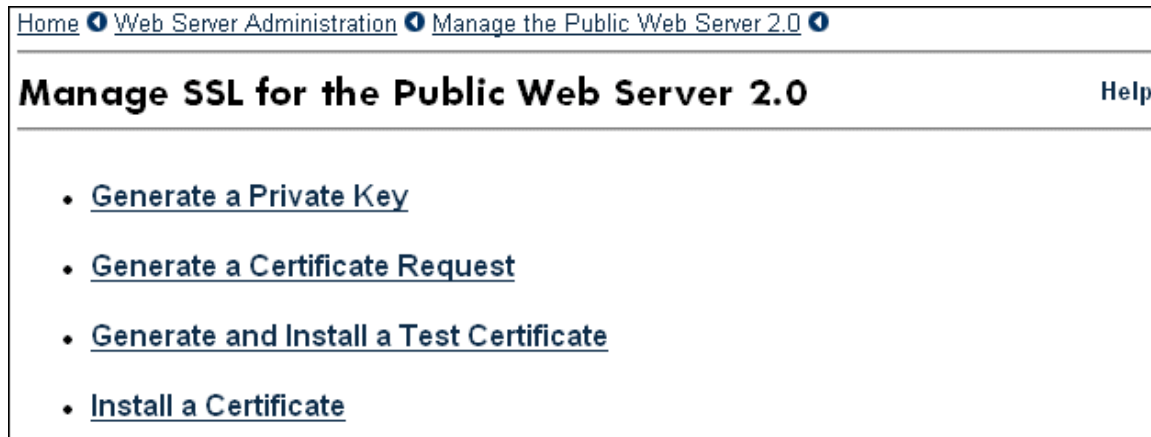 Home Web Server Administration Manage the Public Web Server 2.0
Manage SSL for the Public Web Server 2.0 Help
• Generate a Private Key
• Generate a Certificate Request
• Generate and Install a Test Certificate
• Install a Certificate